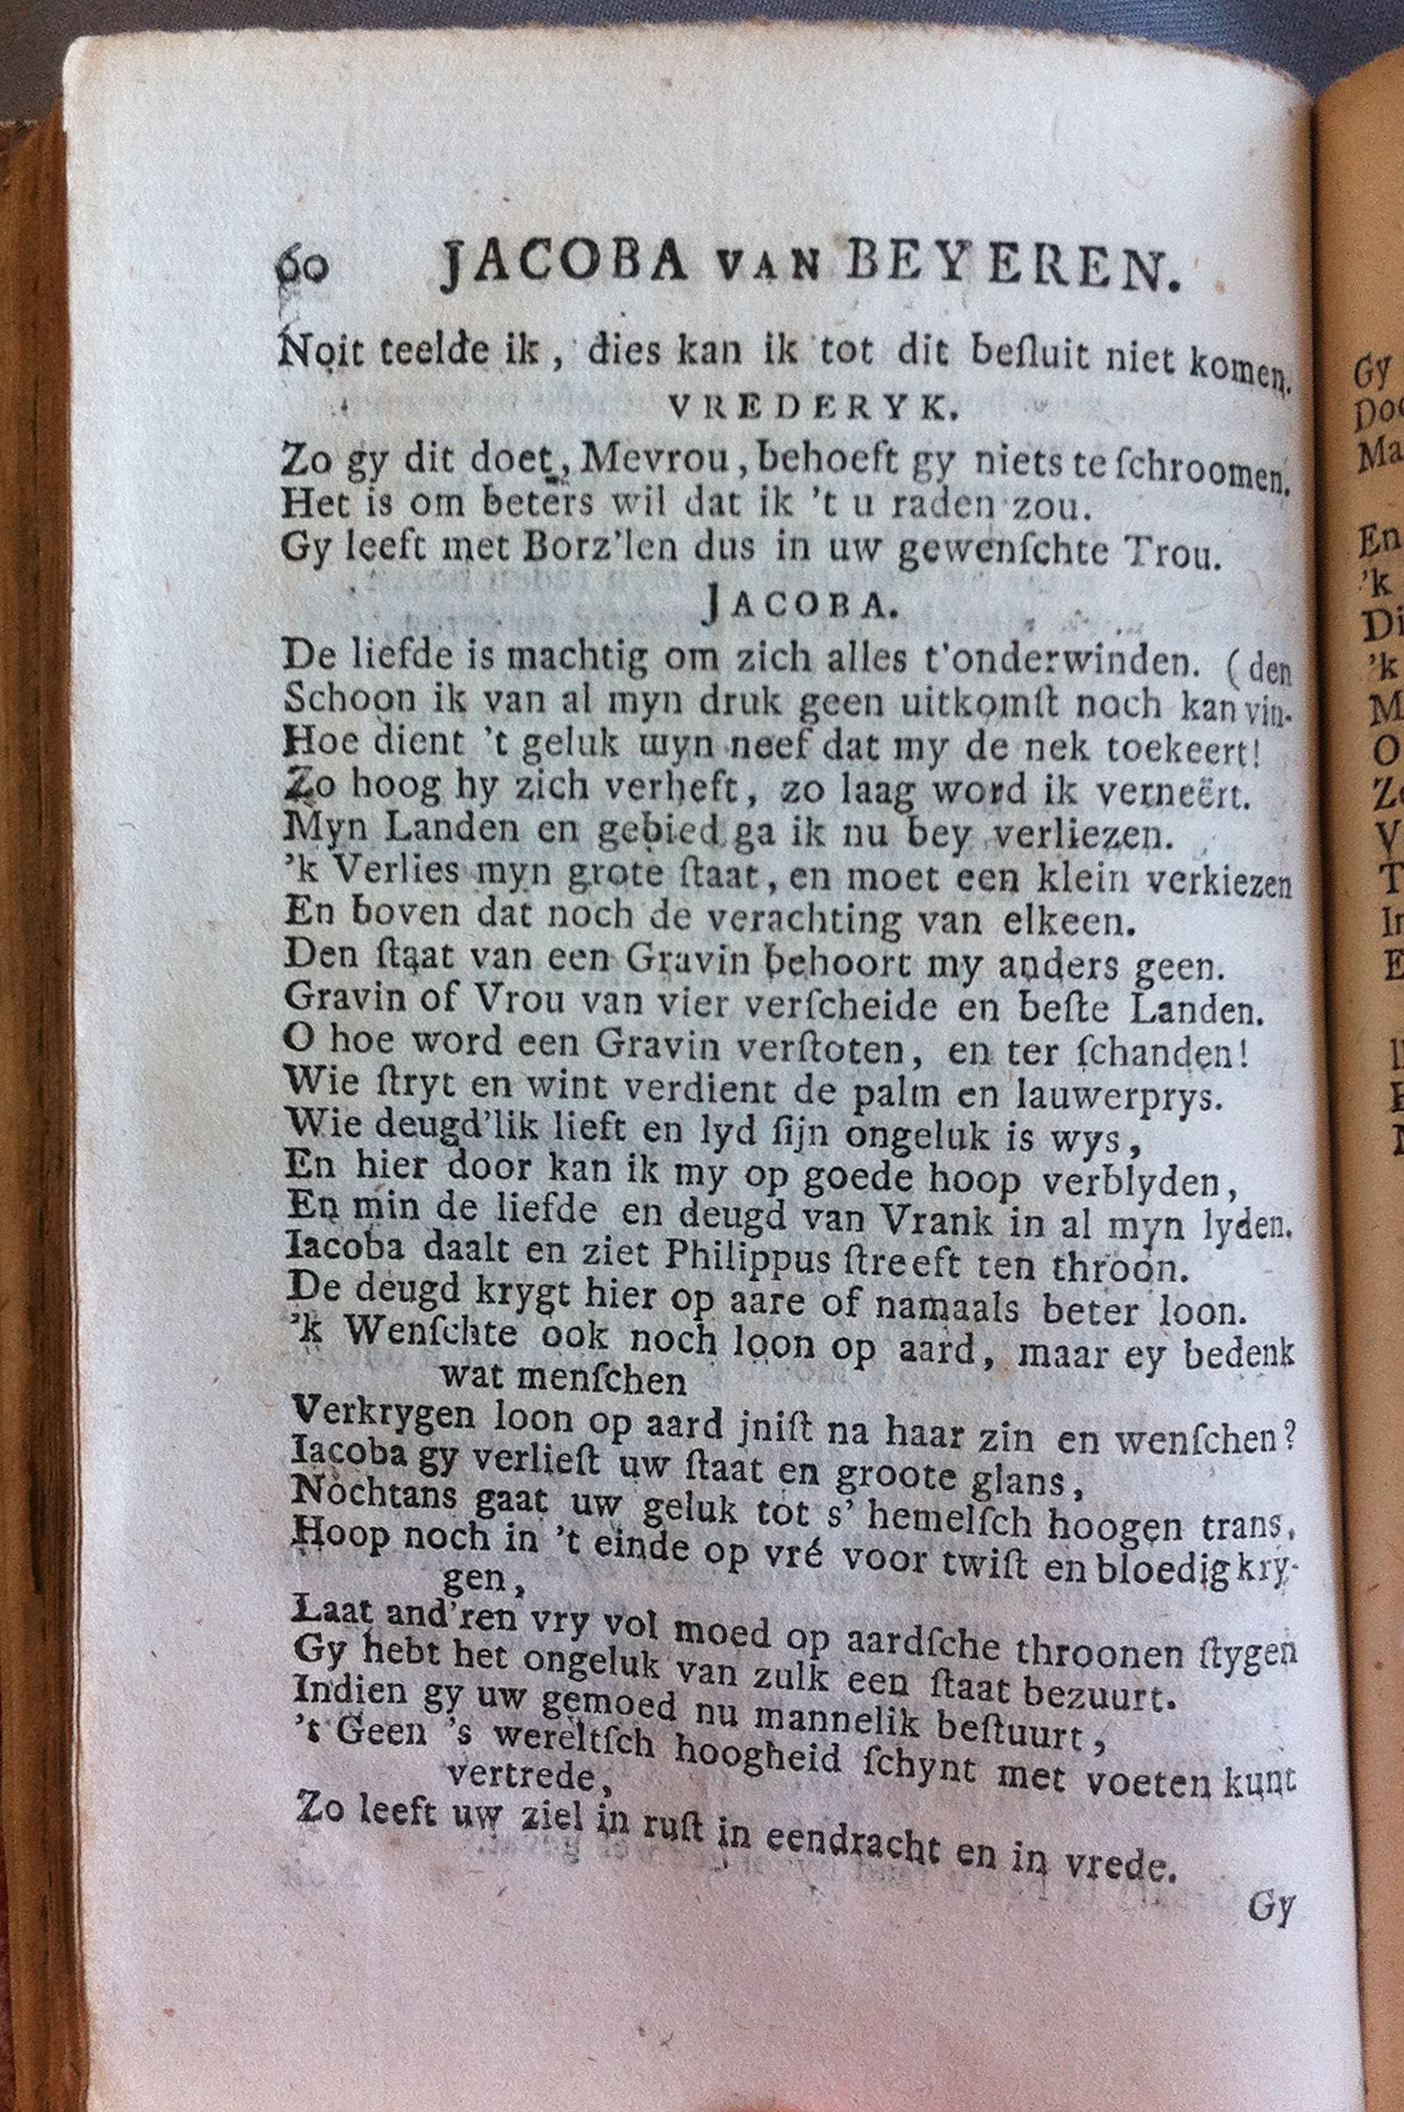 60 JACOBA VAN BEYEREN.
Noit teelde ik, dies kan ik tot dit beſluit niet komen.
VREDERYK.
Zo gy dit doet, Mevrou, behoeft gy niets te ſchroomen.
Het is om beters wil dat ik 't u raden zou.
Gy leeft met Borz'len dus in uw gewenſchte Trou.
JACOBA.
De liefde is machtig om zich alles t'onderwinden. (den
Schoon ik van al myn druk geen uitkomſt noch kan vin-
Hoe dient 't geluk myn neef dat my de nek toekeert!
Zo hoog hy zich verheft, zo laag word ik verneërt.
Myn Landen en gebied ga ik nu bey verliezen.
'k Verlies myn grote ſtaat, en moet een klein verkiezen
En boven dat noch de verachting van elkeen.
Den ſtaat van een Gravin behoort my anders geen.
Gravin of Vrou van vier verſcheide en beſte Landen.
O hoe word een Gravin verſtoten, en ter ſchanden!
Wie ſtryt en wint verdient de palm en lauwerprys.
Wie deugd'lik lieft en lyd ſijn ongeluk is wys,
En hier door kan ik my op goede hoop verblyden,
En min de liefde en deugd van Vrank in al myn lyden.
Iacoba daalt en ziet Philippus ſtreeft ten throon.
De deugd krygt hier op aare of namaals beter loon.
'k Wenſchte ook noch loon op aard, maar ey bedenk
wat menſchen
Verkrygen loon op aard jniſt na haar zin en wenſchen?
Iacoba gy verlieſt uw ſtaat en groote glans,
Nochtans gaat uw geluk tot s' hemelſch hoogen trans,
Hoop noch in 't einde op vré voor twiſt en bloedig kry-
gen,
Laat and'ren vry vol moed op aardſche throonen ſtygen
Gy hebt het ongeluk van zulk een ſtaat bezuurt.
Indien gy uw gemoed nu mannelik beſtuurt,
't Geen 's wereltſch hoogheid ſchynt met voeten kunt
vertrede,
Zo leeft uw ziel in ruſt in eendracht en in vrede.
Gy
Gy
En
'k
Di
'k
M
O
V
T
E